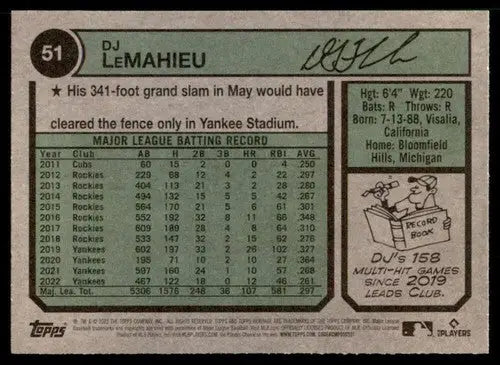 51
DJ
LeMAHIEU
★ His 341-foot grand slam in May would have
cleared the fence only in Yankee Stadium.
Hgt: 6'4" Wgt: 220
Bats: R Throws: R
Born: 7-13-88, Visalia,
California
Home: Bloomfield
Hills, Michigan
MAJOR LEAGUE BATTING RECORD
Year Club AB H 2B 3B HR RBI AVG
2011 Cubs 60 15 2 0 0 4 .250
2012 Rockies 229 68 12 4 2 22 .297
2013 Rockies 404 113 21 3 2 28 .280
2014 Rockies 494 132 15 5 5 42 .267
2015 Rockies 564 170 21 5 6 61 .301
2016 Rockies 552 192 32 8 11 66 .348
2017 Rockies 609 189 28 4 8 64 .310
2018 Rockies 533 147 32 2 15 62 .276
2019 Yankees 602 197 33 2 26 102 .327
2020 Yankees 195 71 10 2 10 27 .364
2021 Yankees 597 160 24 1 10 57 .268
2022 Yankees 467 122 18 0 12 46 .261
Maj. Lea. Tot. 5306 1576 248 36 107 581 .297
RECORD
BOOK
DJ'S 158
MULTI-HIT GAMES
SINCE 2019
LEADS CLUB.
Topps
MLB
PLAYERS